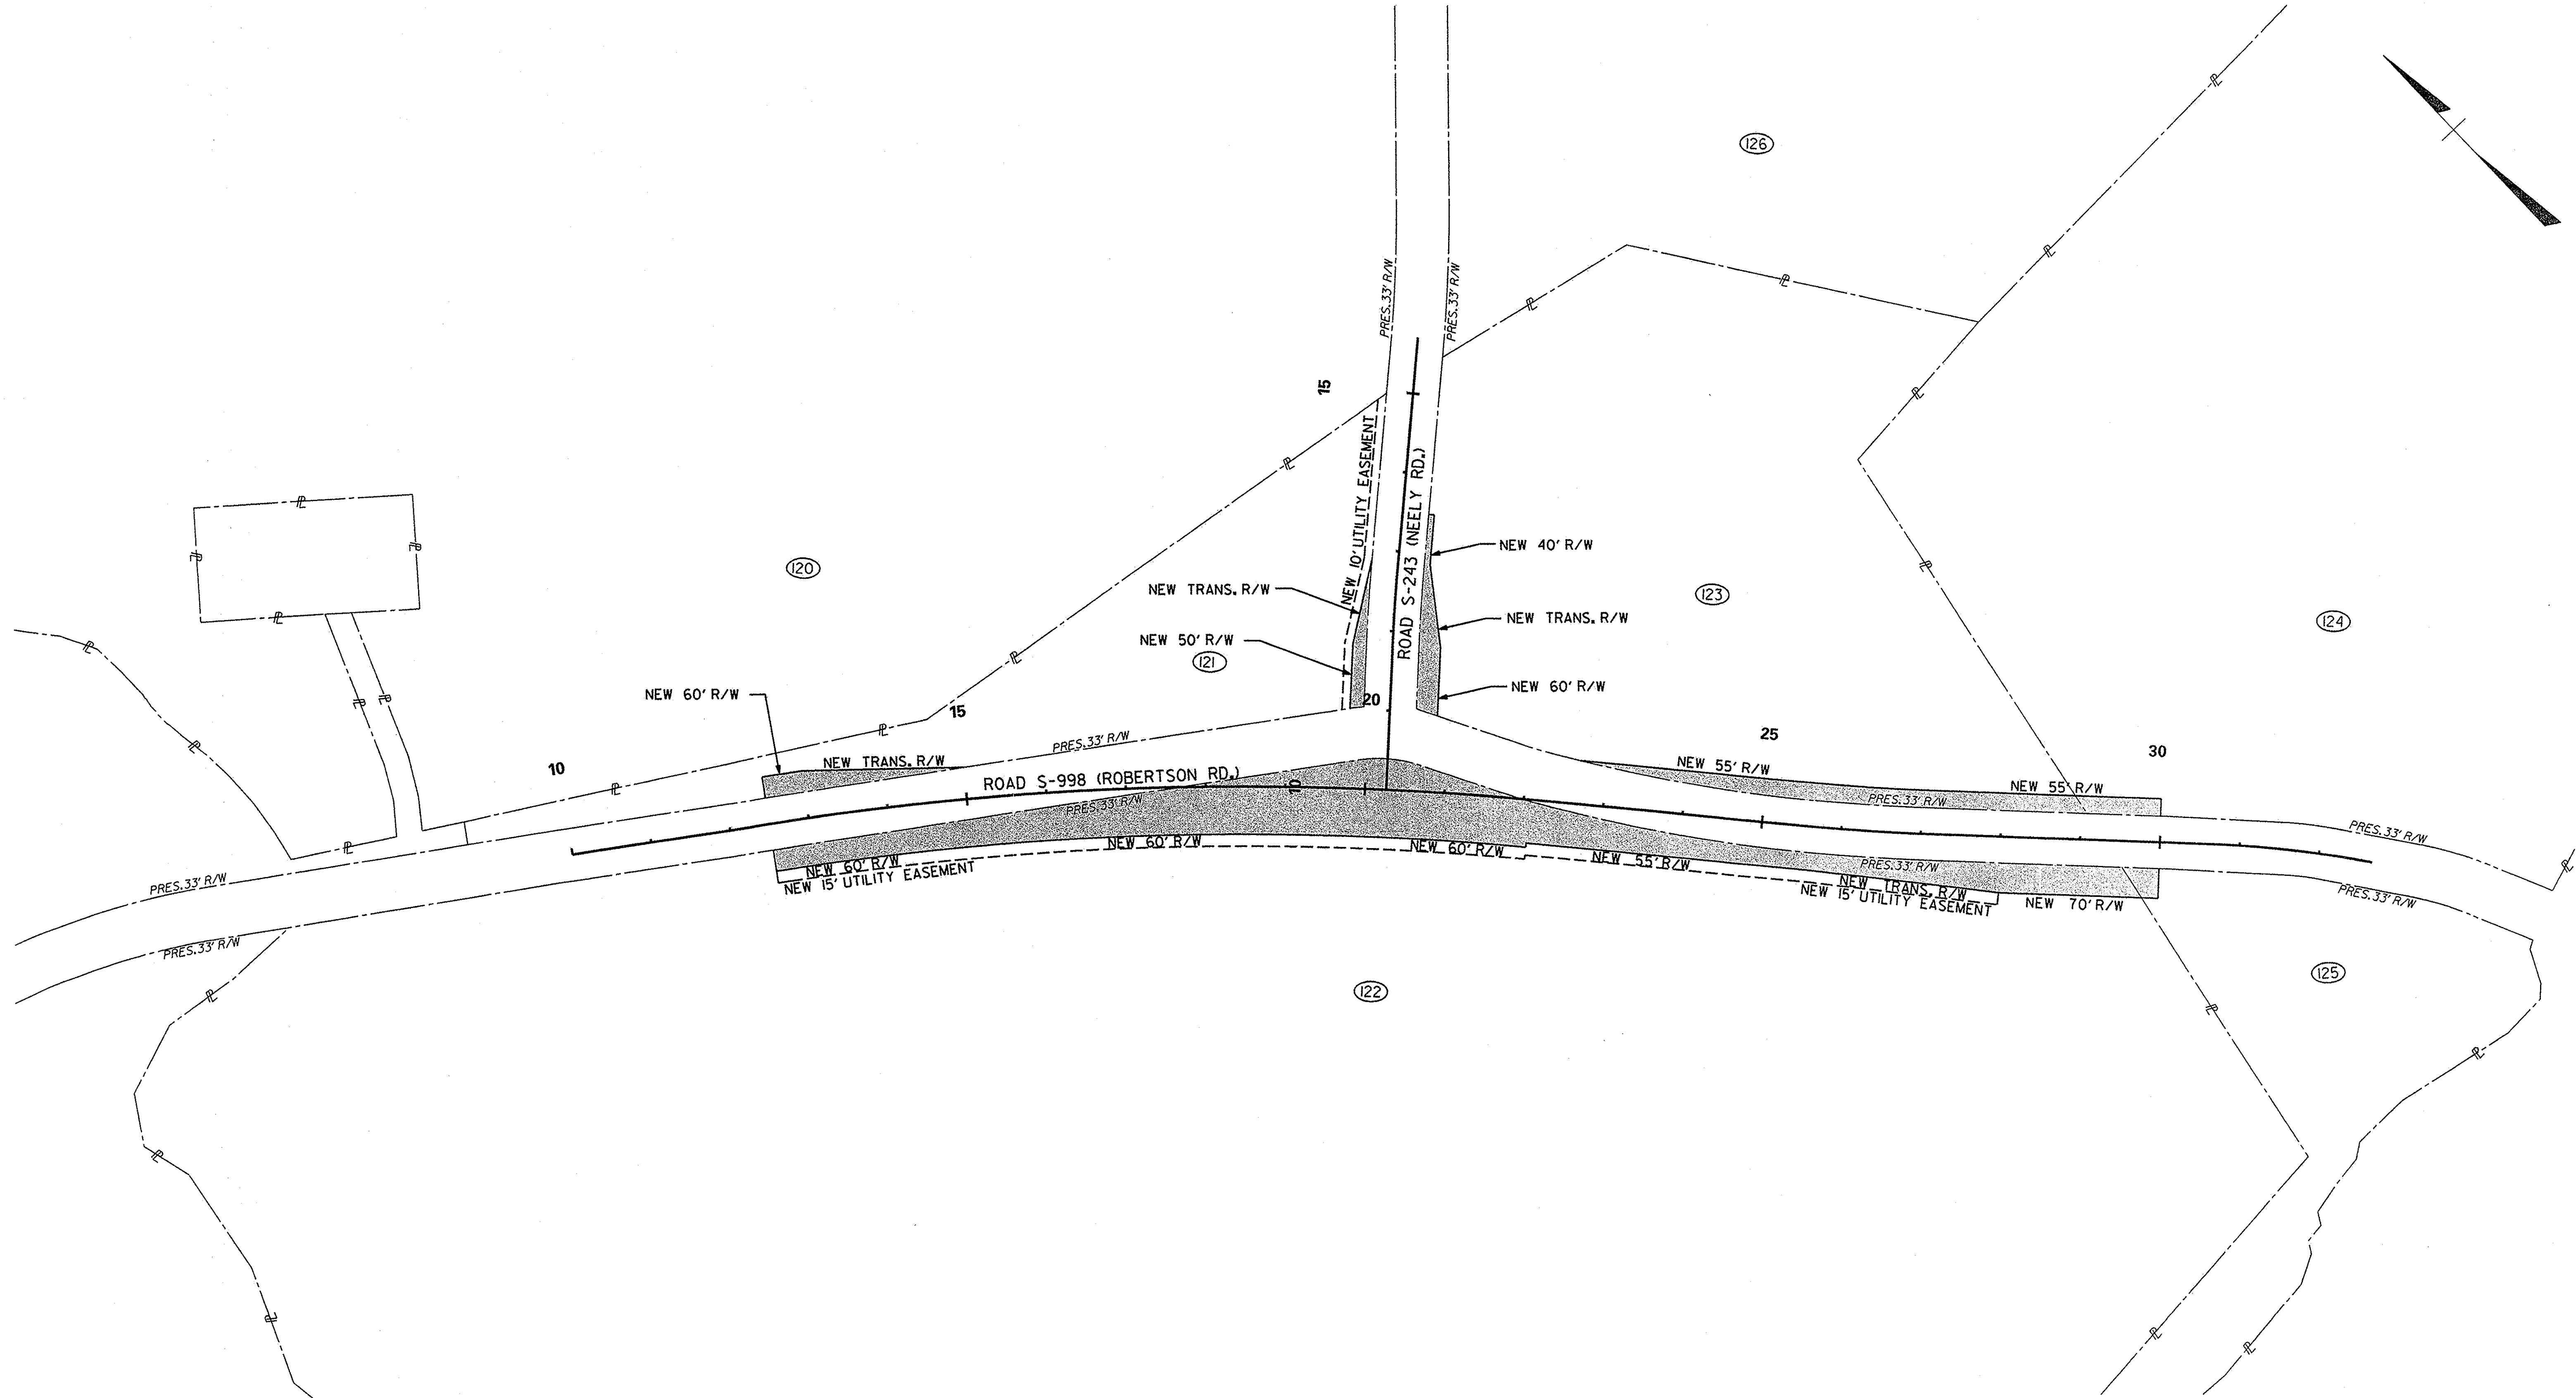 126
PRES.33' R/W
PRES.33' R/W
15
NEW 10' UTILITY EASEMENT
ROAD S-243 (NEELY RD.)
NEW 40' R/W
120
NEW TRANS. R/W
123
NEW TRANS. R/W
124
NEW 50' R/W
121
NEW 60' R/W
NEW 60' R/W
20
15
PRES.33' R/W
25
30
10
NEW TRANS. R/W
NEW 55' R/W
ROAD S-998 (ROBERTSON RD.)
10
NEW 55' R/W
PRES.33' R/W
PRES.33' R/W
PRES.33' R/W
NEW 60' R/W
NEW 60' R/W
NEW 60' R/W
NEW 55' R/W
PRES.33' R/W
PRES.33' R/W
NEW 15' UTILITY EASEMENT
NEW TRANS. R/W
NEW 15' UTILITY EASEMENT
NEW 70' R/W
PRES.33' R/W
PRES.33' R/W
125
122